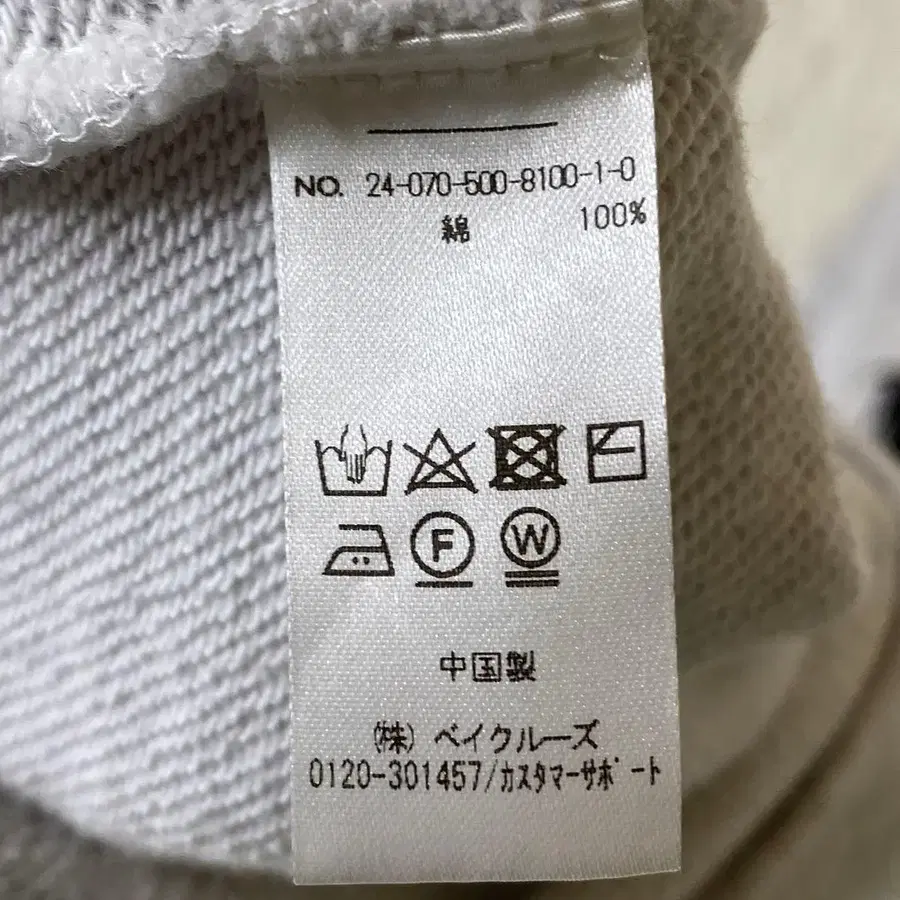 NO. 24-070-500-8100-1-0
綿 100%
F W
中国製
(株) ベイクルーズ
0120-301457/カスタマーサポート